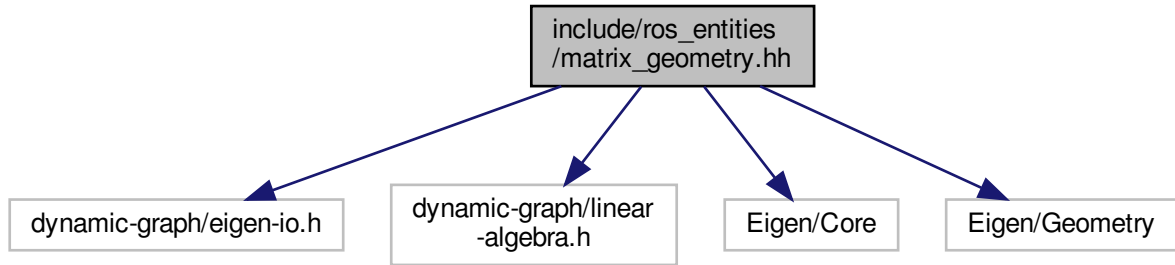 include/ros_entities
/matrix_geometry.hh
dynamic-graph/eigen-io.h
dynamic-graph/linear
-algebra.h
Eigen/Core
Eigen/Geometry